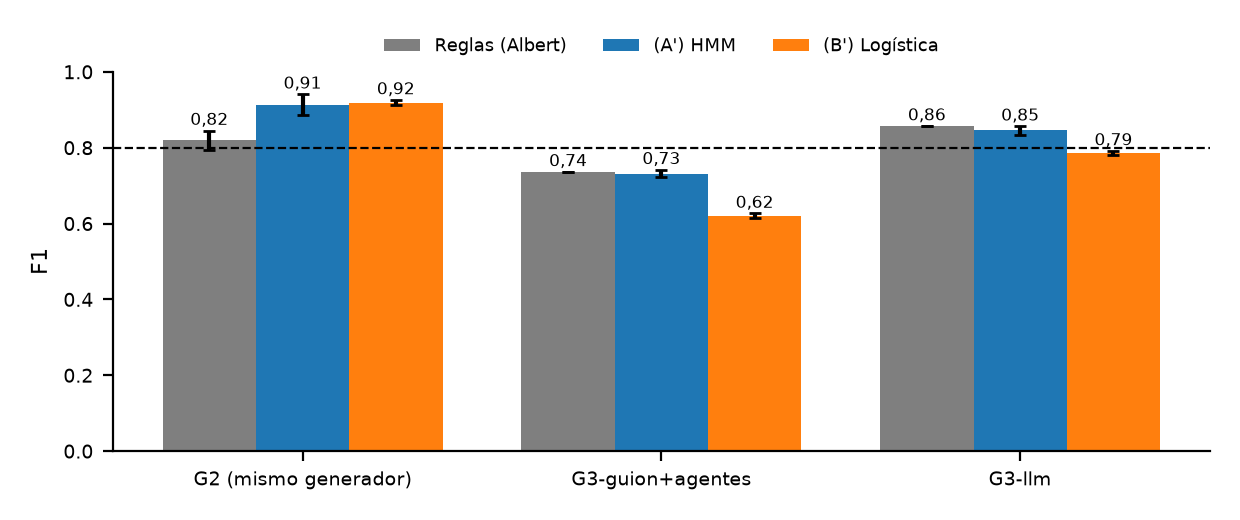 Reglas (Albert) (A') HMM (B') Logística
1.0
0.8
0.6
0.4
0.2
0.0
F1
0,82 0,91 0,92
0,74 0,73 0,62
0,86 0,85 0,79
G2 (mismo generador) G3-guion+agentes G3-llm